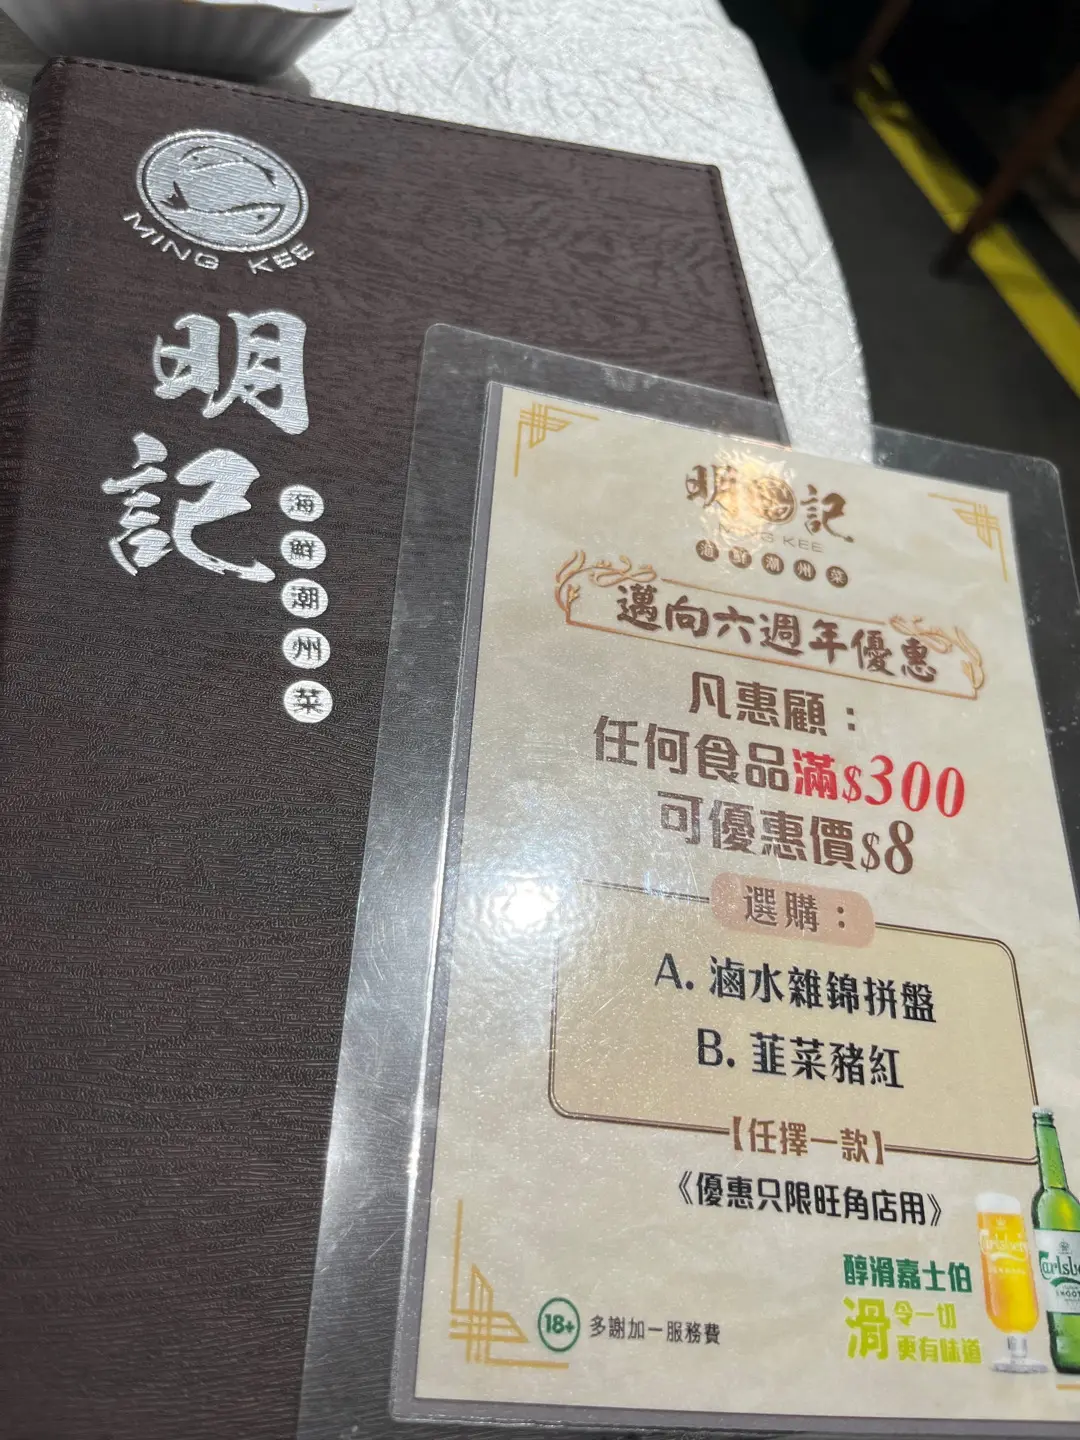 MING KEE
明記
海鮮潮州菜
明記
MING KEE
海鮮潮州菜
邁向六週年優惠
凡惠顧：
任何食品滿$300
可優惠價$8
選購：
A. 滷水雜錦拼盤
B. 韮菜豬紅
【任擇一款】
《優惠只限旺角店用》
醇滑嘉士伯
滑令一切
更有味道
18+ 多謝加一服務費
Carlsberg
Carlsbe